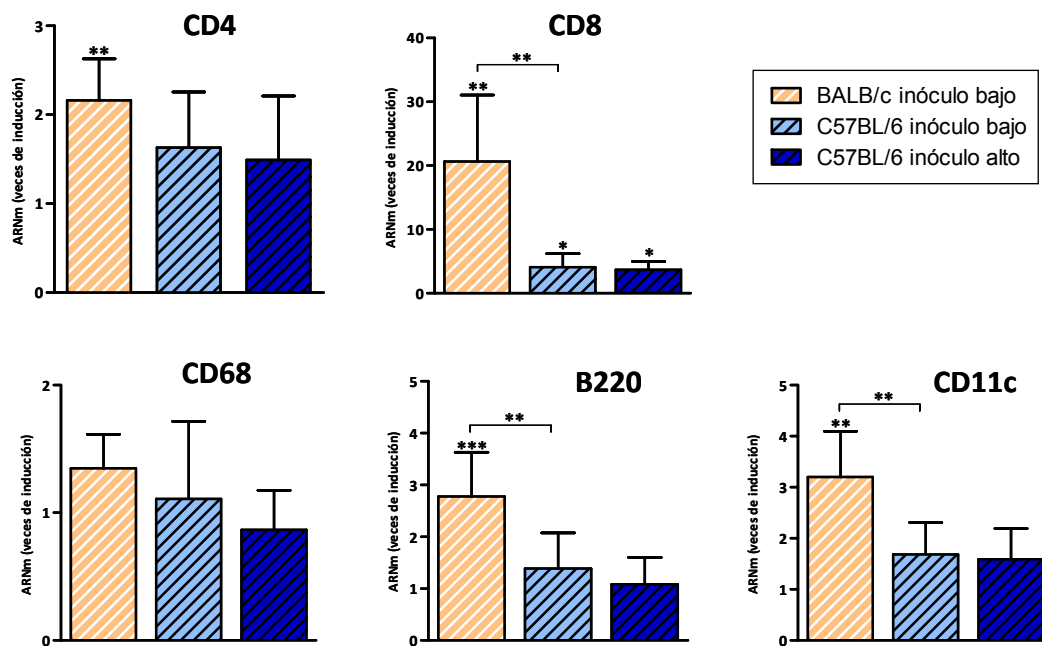 CD4
ARNm (veces de inducción)
3
2
1
0
**
CD8
ARNm (veces de inducción)
40
30
20
10
0
**
**
*
*
BALB/c inóculo bajo
C57BL/6 inóculo bajo
C57BL/6 inóculo alto
CD68
ARNm (veces de inducción)
2
1
0
B220
ARNm (veces de inducción)
5
4
3
2
1
0
**
***
CD11c
ARNm (veces de inducción)
5
4
3
2
1
0
**
**